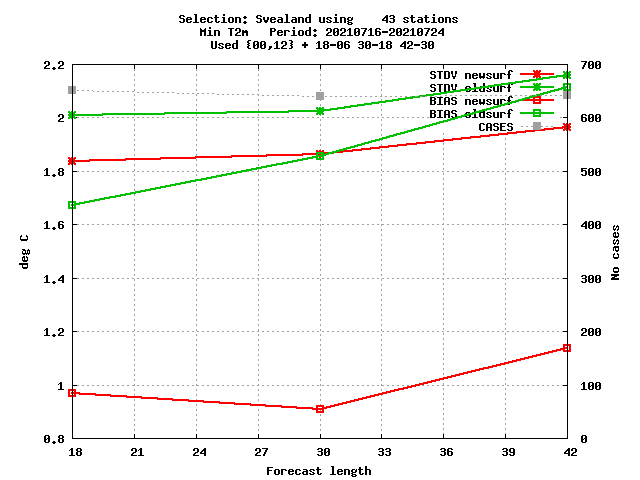 Selection: Svealand using    43 stations
Min T2m   Period: 20210716-20210724
Used {00,12} + 18-06 30-18 42-30
2.2
2
1.8
1.6
1.4
1.2
1
0.8
deg C
700
600
500
400
300
200
100
0
No cases
STDV newsurf
STDV oldsurf
BIAS newsurf
BIAS oldsurf
CASES
18 21 24 27 30 33 36 39 42
Forecast length